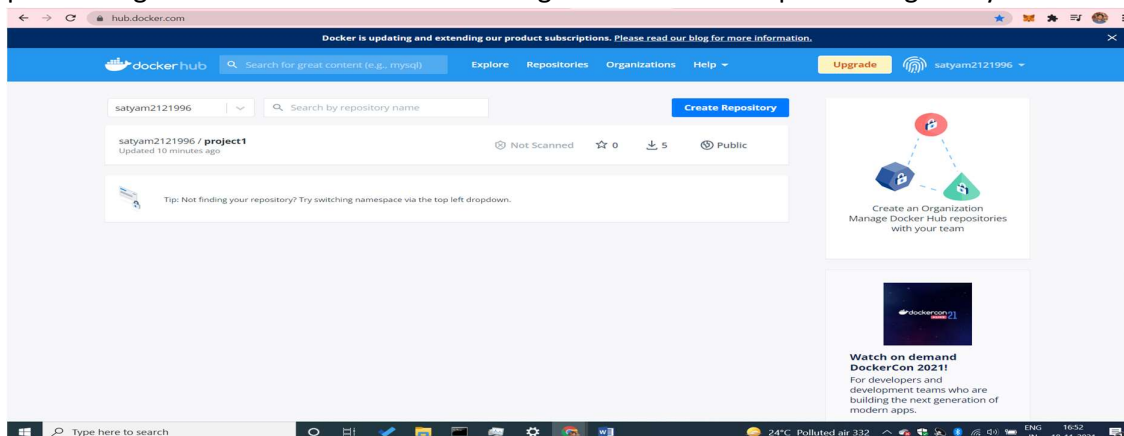 hub.docker.com
Docker is updating and extending our product subscriptions. Please read our blog for more information.
dockerhub Search for great content (e.g., mysql) Explore Repositories Organizations Help Upgrade satyam2121996
satyam2121996 Search by repository name Create Repository
satyam2121996 / project1 Not Scanned 0 5 Public
Updated 10 minutes ago
Tip: Not finding your repository? Try switching namespace via the top left dropdown.
Create an Organization
Manage Docker Hub repositories
with your team
dockercon 21
Watch on demand
DockerCon 2021!
For developers and
development teams who are
building the next generation of
modern apps.
Type here to search 24°C Polluted air 332 ENG 16:52